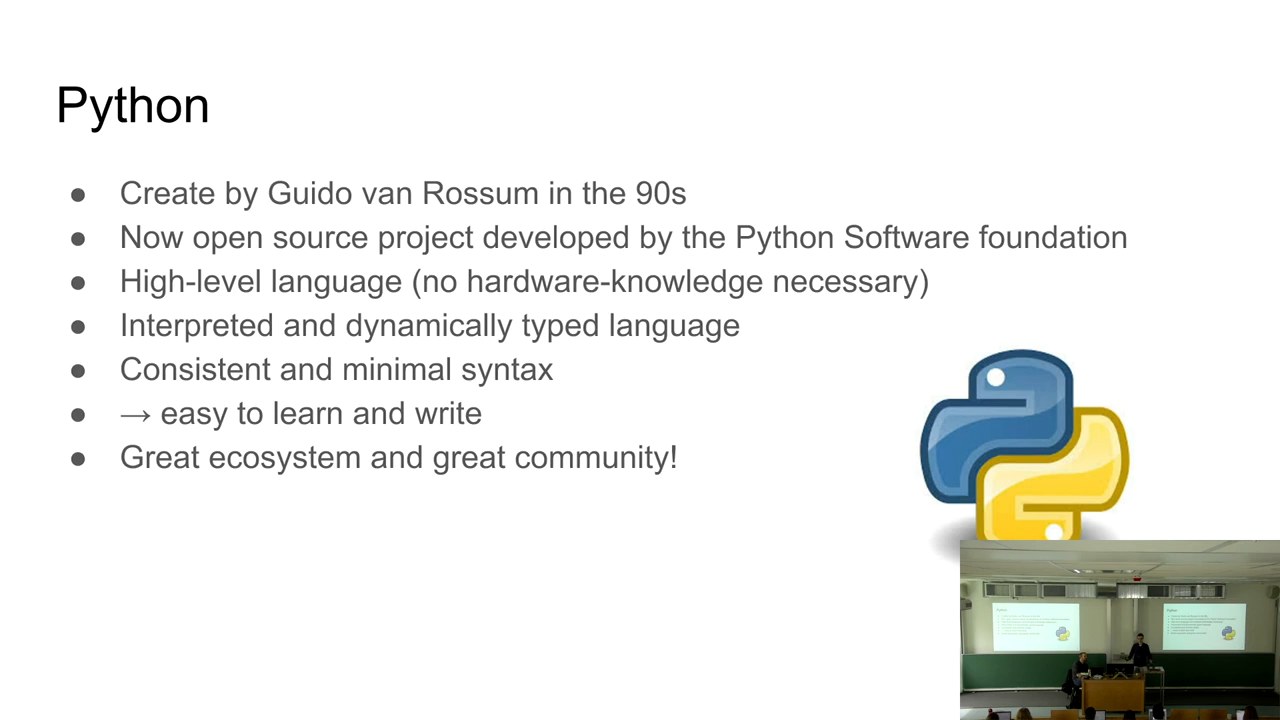 Python
● Create by Guido van Rossum in the 90s
● Now open source project developed by the Python Software foundation
● High-level language (no hardware-knowledge necessary)
● Interpreted and dynamically typed language
● Consistent and minimal syntax
● → easy to learn and write
● Great ecosystem and great community!
Python
Python